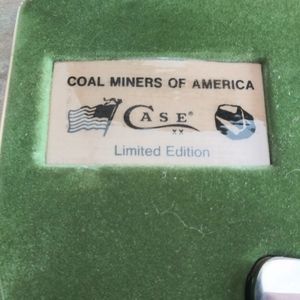 COAL MINERS OF AMERICA
CASE®
XX
Limited Edition